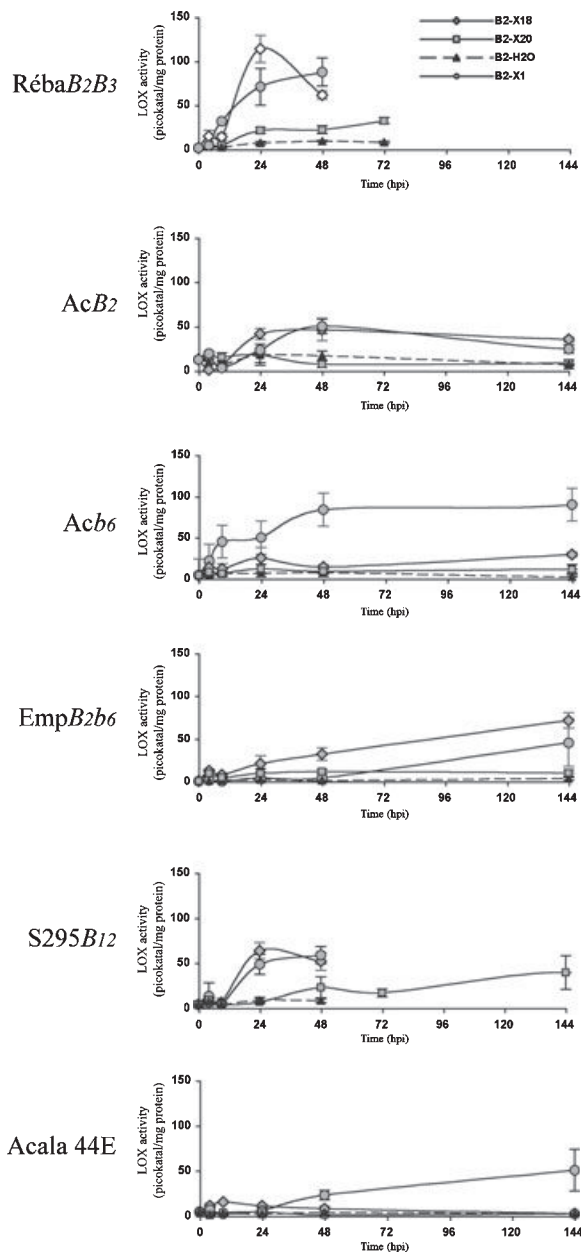 B2-X18
B2-X20
B2-H2O
B2-X1
RébaB2B3
LOX activity
(picokatal/mg protein)
150
100
50
0
0 24 48 72 96 120 144
Time (hpi)
AcB2
LOX activity
(picokatal/mg protein)
150
100
50
0
0 24 48 72 96 120 144
Time (hpi)
Acb6
LOX activity
(picokatal/mg protein)
150
100
50
0
0 24 48 72 96 120 144
Time (hpi)
EmpB2b6
LOX activity
(picokatal/mg protein)
150
100
50
0
0 24 48 72 96 120 144
Time (hpi)
S295B12
LOX activity
(picokatal/mg protein)
150
100
50
0
0 24 48 72 96 120 144
Time (hpi)
Acala 44E
LOX activity
(picokatal/mg protein)
150
100
50
0
0 24 48 72 96 120 144
Time (hpi)